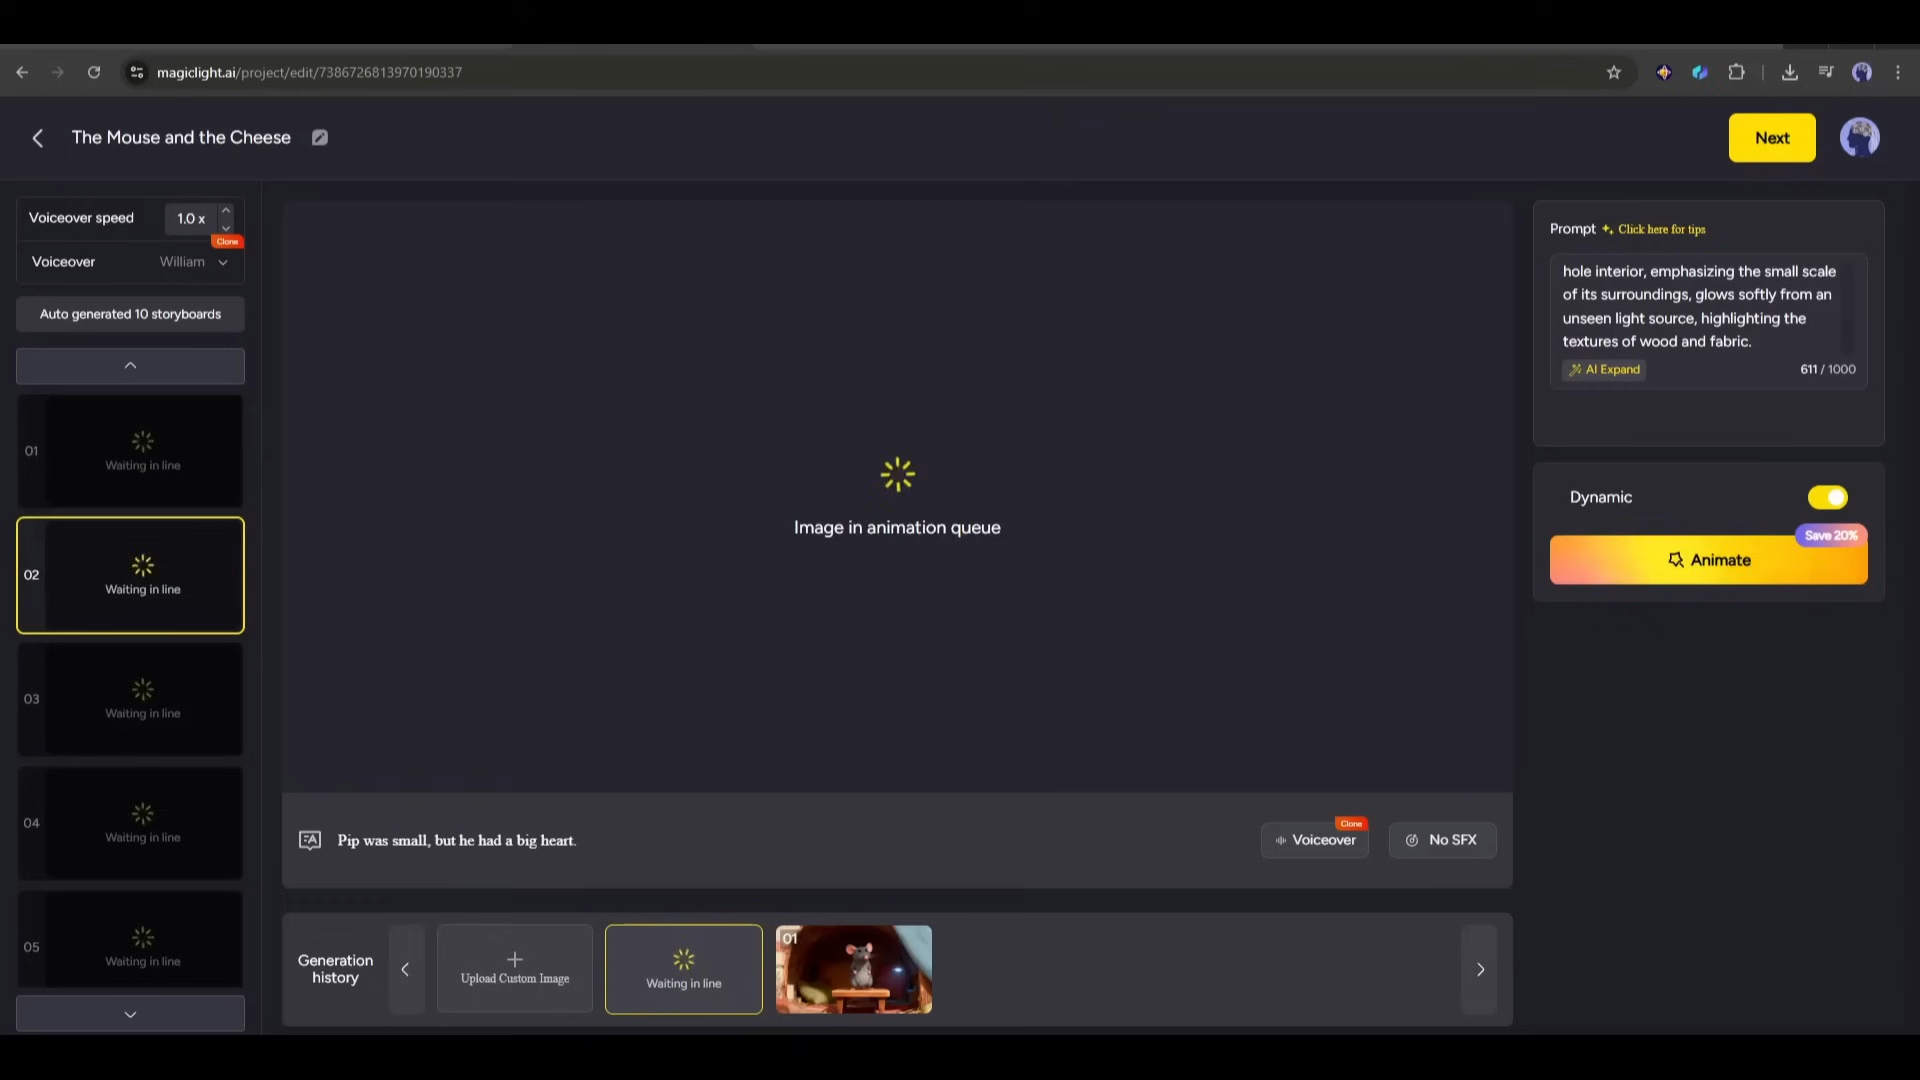 magiclight.ai/project/edit/7386726813970190337
The Mouse and the Cheese
Next
Voiceover speed
1.0 x
Clone
Voiceover
William
Auto generated 10 storyboards
01
Waiting in line
02
Waiting in line
03
Waiting in line
04
Waiting in line
05
Waiting in line
Image in animation queue
Pip was small, but he had a big heart.
Clone
Voiceover
No SFX
Generation
history
Upload Custom Image
Waiting in line
01
Prompt
Click here for tips
hole interior, emphasizing the small scale
of its surroundings, glows softly from an
unseen light source, highlighting the
textures of wood and fabric.
AI Expand
611 / 1000
Dynamic
Save 20%
Animate